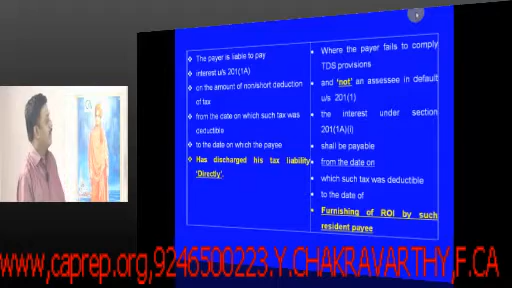 The payer is liable to pay
interest u/s 201(1A)
on the amount of non/short deduction
of tax
from the date on which such tax was
deductible
to the date on which the payee
Has discharged his tax liability
'Directly'.
Where the payer fails to comply
TDS provisions
and 'not' an assessee in default
u/s 201(1)
the interest under section
201(1A)(i)
shall be payable
from the date on
which such tax was deductible
to the date of
Furnishing of ROI by such
resident payee
www,caprep.org,9246500223.Y.CHAKRAVARTHY,F.CA